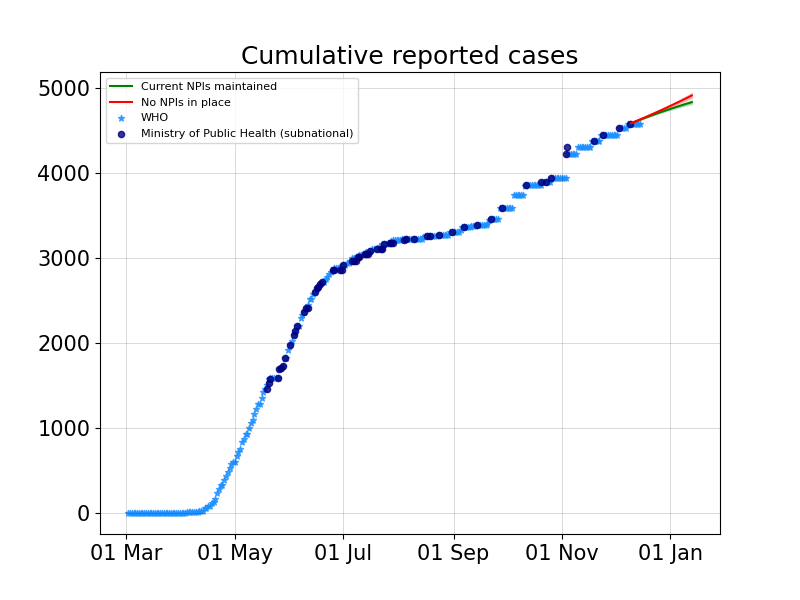 Cumulative reported cases
Current NPIs maintained
No NPIs in place
WHO
Ministry of Public Health (subnational)
5000
4000
3000
2000
1000
0
01 Mar
01 May
01 Jul
01 Sep
01 Nov
01 Jan